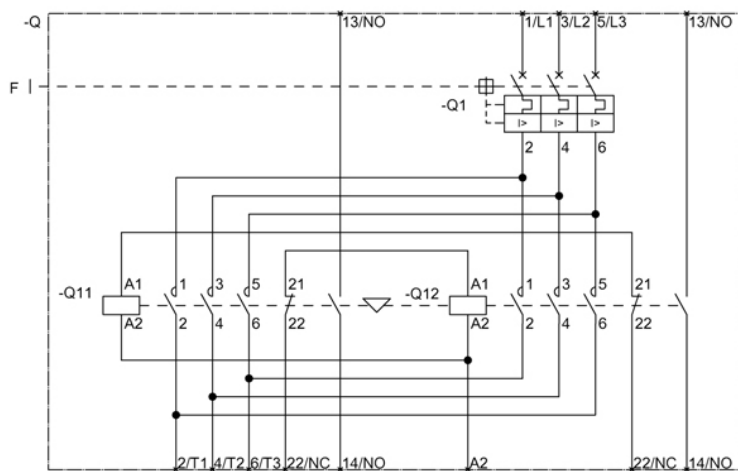 -Q 13/NO 1/L1 3/L2 5/L3 13/NO
F
-Q1
I> I> I>
2 4 6
A1 1 3 5 21 A1 1 3 5 21
-Q11 -Q12
A2 2 4 6 22 A2 2 4 6 22
2/T1 4/T2 6/T3 22/NC 14/NO A2 22/NC 14/NO